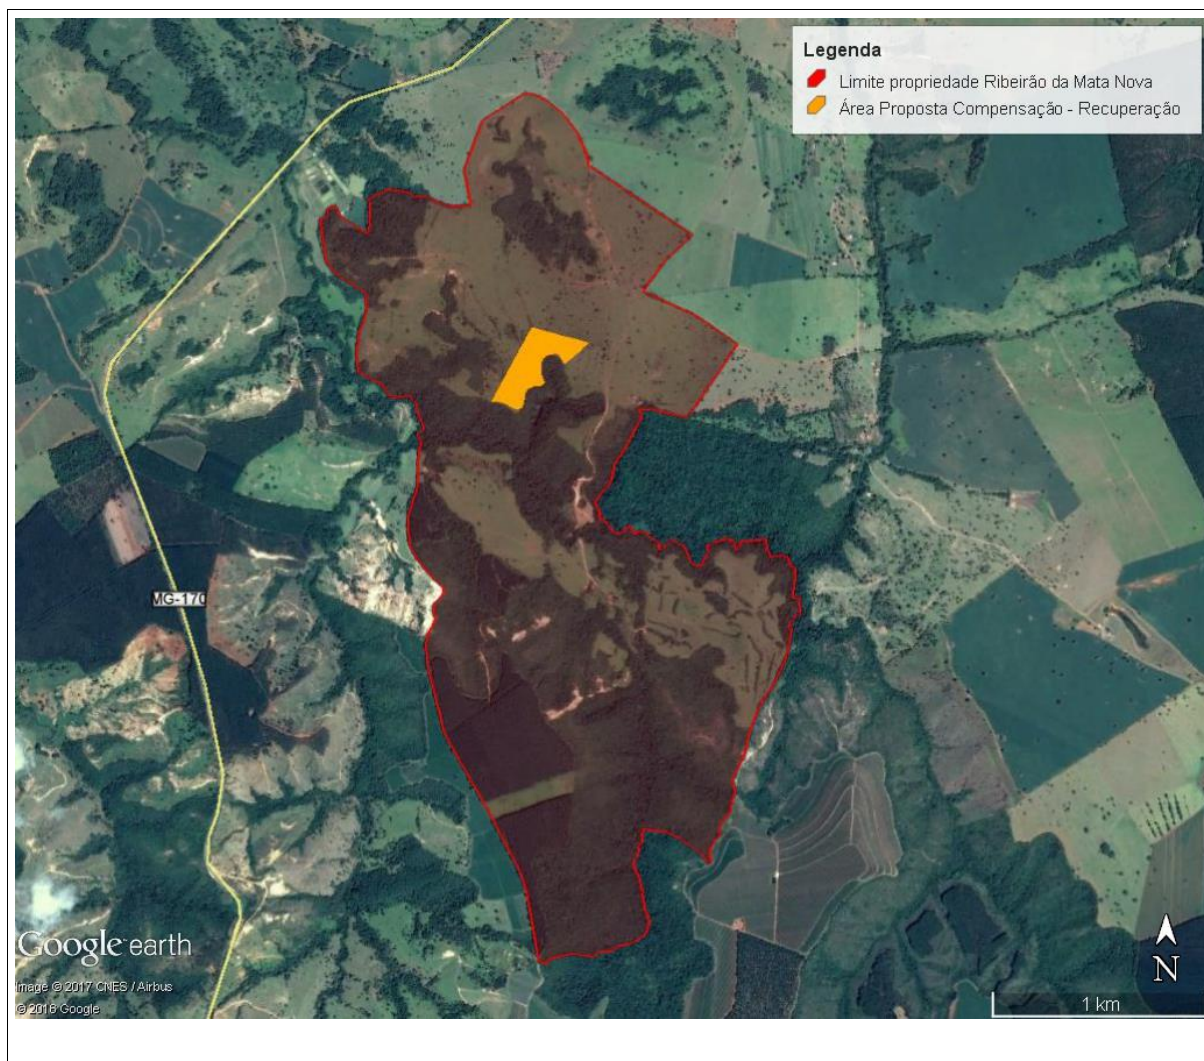 Legenda
Limite propriedade Ribeirão da Mata Nova
Área Proposta Compensação - Recuperação
MG-170
Google earth
Image © 2017 CNES / Airbus
© 2016 Google
N
1 km